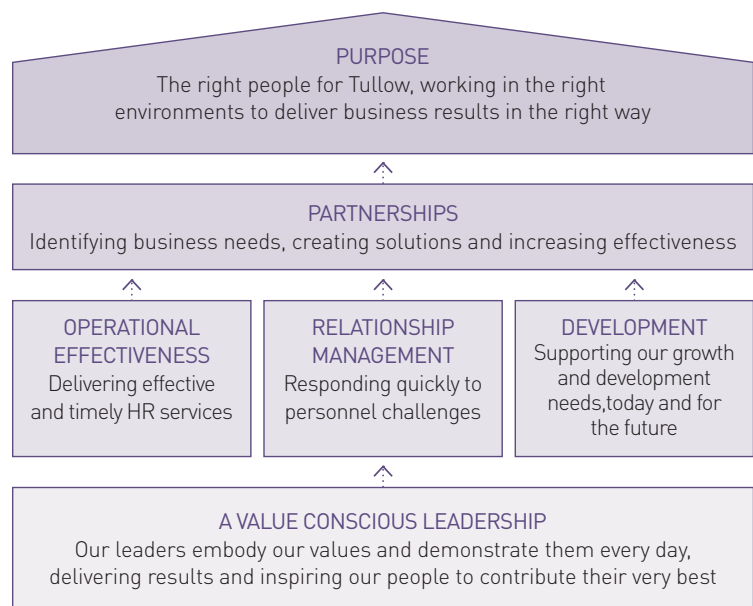 PURPOSE
The right people for Tullow, working in the right
environments to deliver business results in the right way
PARTNERSHIPS
Identifying business needs, creating solutions and increasing effectiveness
OPERATIONAL
EFFECTIVENESS
Delivering effective
and timely HR services
RELATIONSHIP
MANAGEMENT
Responding quickly to
personnel challenges
DEVELOPMENT
Supporting our growth
and development
needs,today and for
the future
A VALUE CONSCIOUS LEADERSHIP
Our leaders embody our values and demonstrate them every day,
delivering results and inspiring our people to contribute their very best